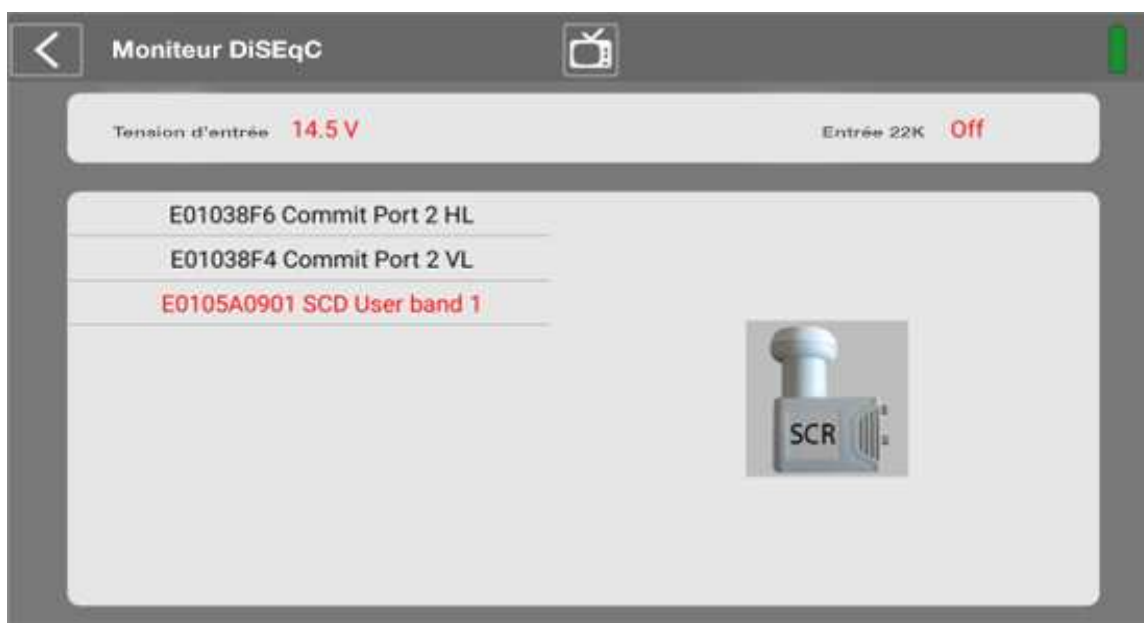 Moniteur DiSEqC
Tension d'entrée 14.5 V Entrée 22K Off
E01038F6 Commit Port 2 HL
E01038F4 Commit Port 2 VL
E0105A0901 SCD User band 1
SCR